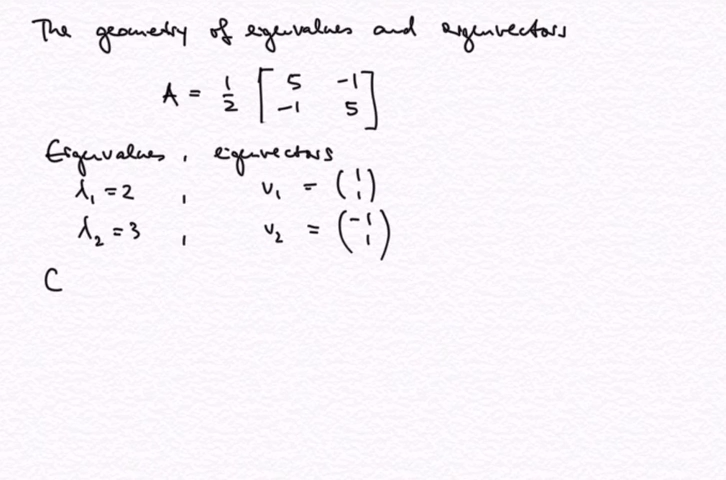 The geometry of eigenvalues and eigenvectors
A = 1/2 [ 5 -1
-1 5 ]
Eigenvalues, eigenvectors
λ₁ = 2 , v₁ = ( 1
1 )
λ₂ = 3 , v₂ = ( -1
1 )
C